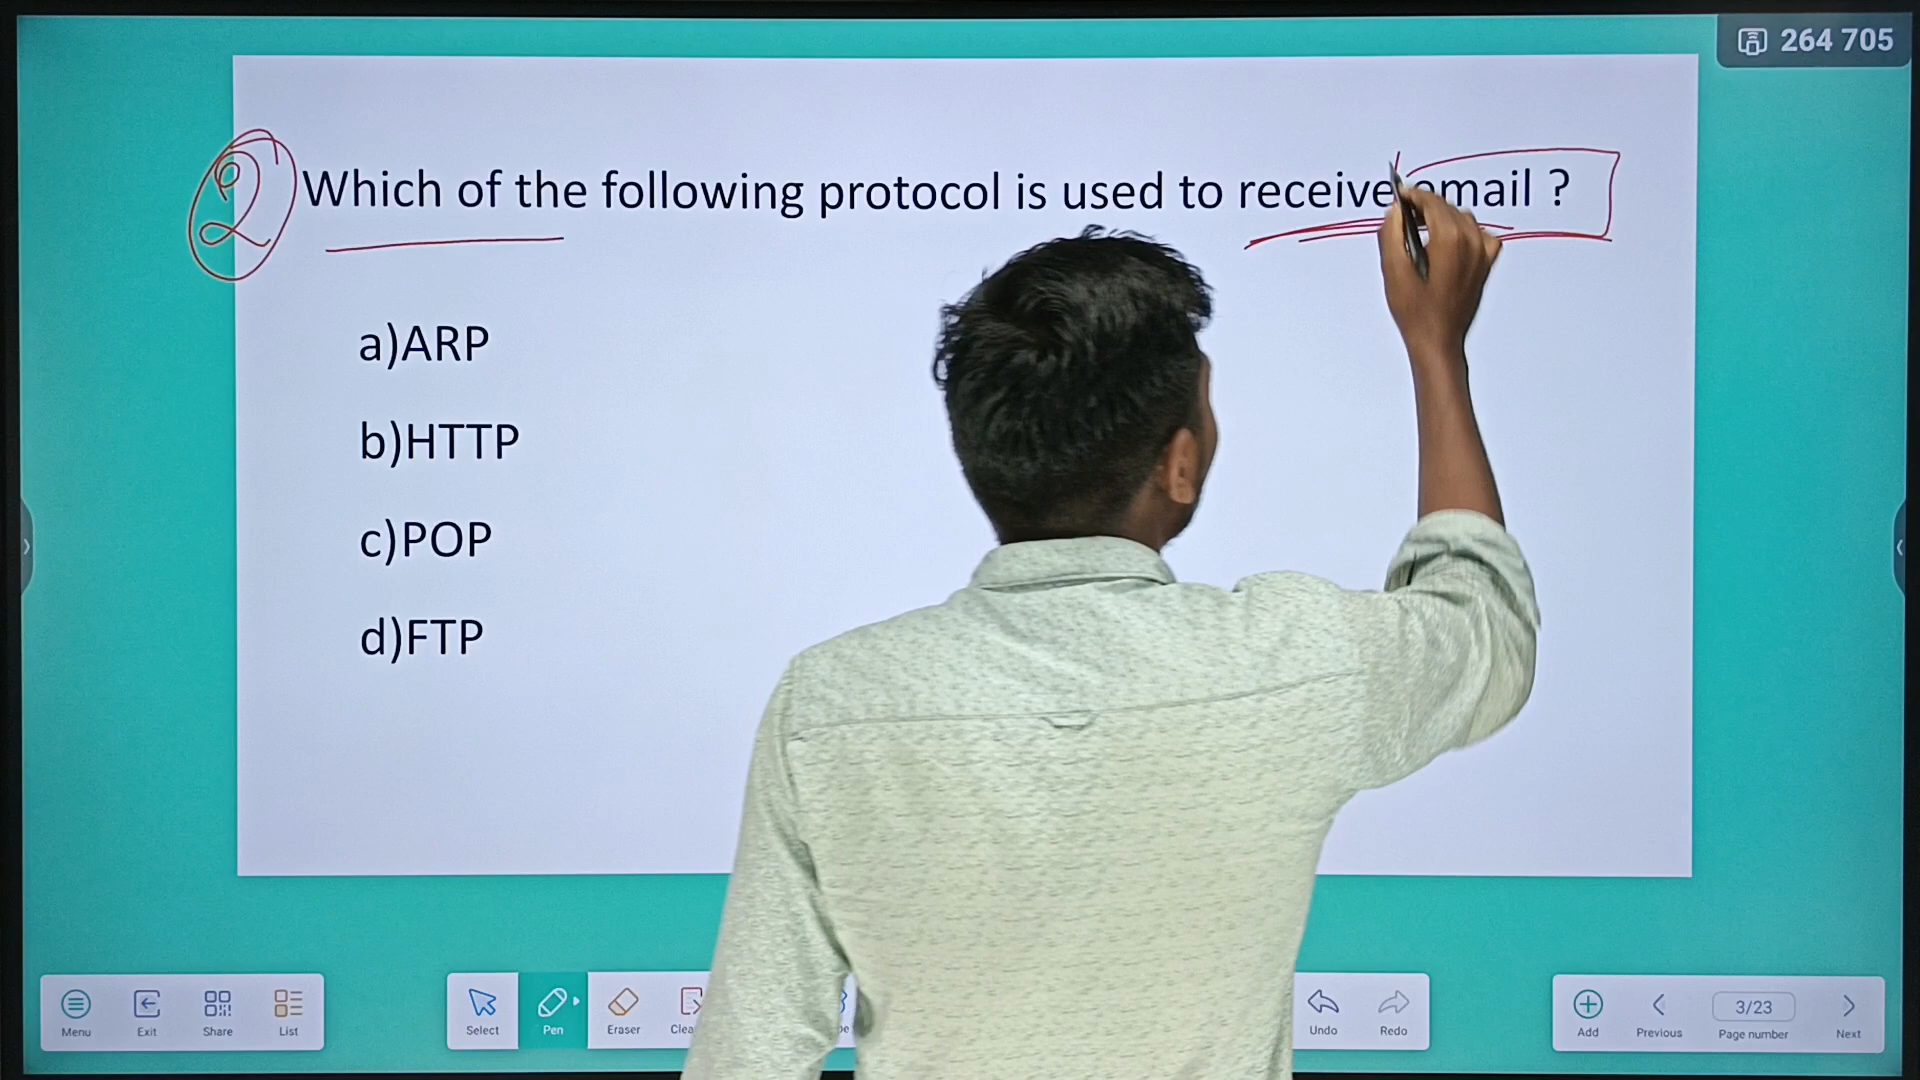 264 705
2 Which of the following protocol is used to receive email ?
a)ARP
b)HTTP
c)POP
d)FTP
Menu Exit Share List Select Pen Eraser Undo Redo Add Previous 3/23 Page number Next